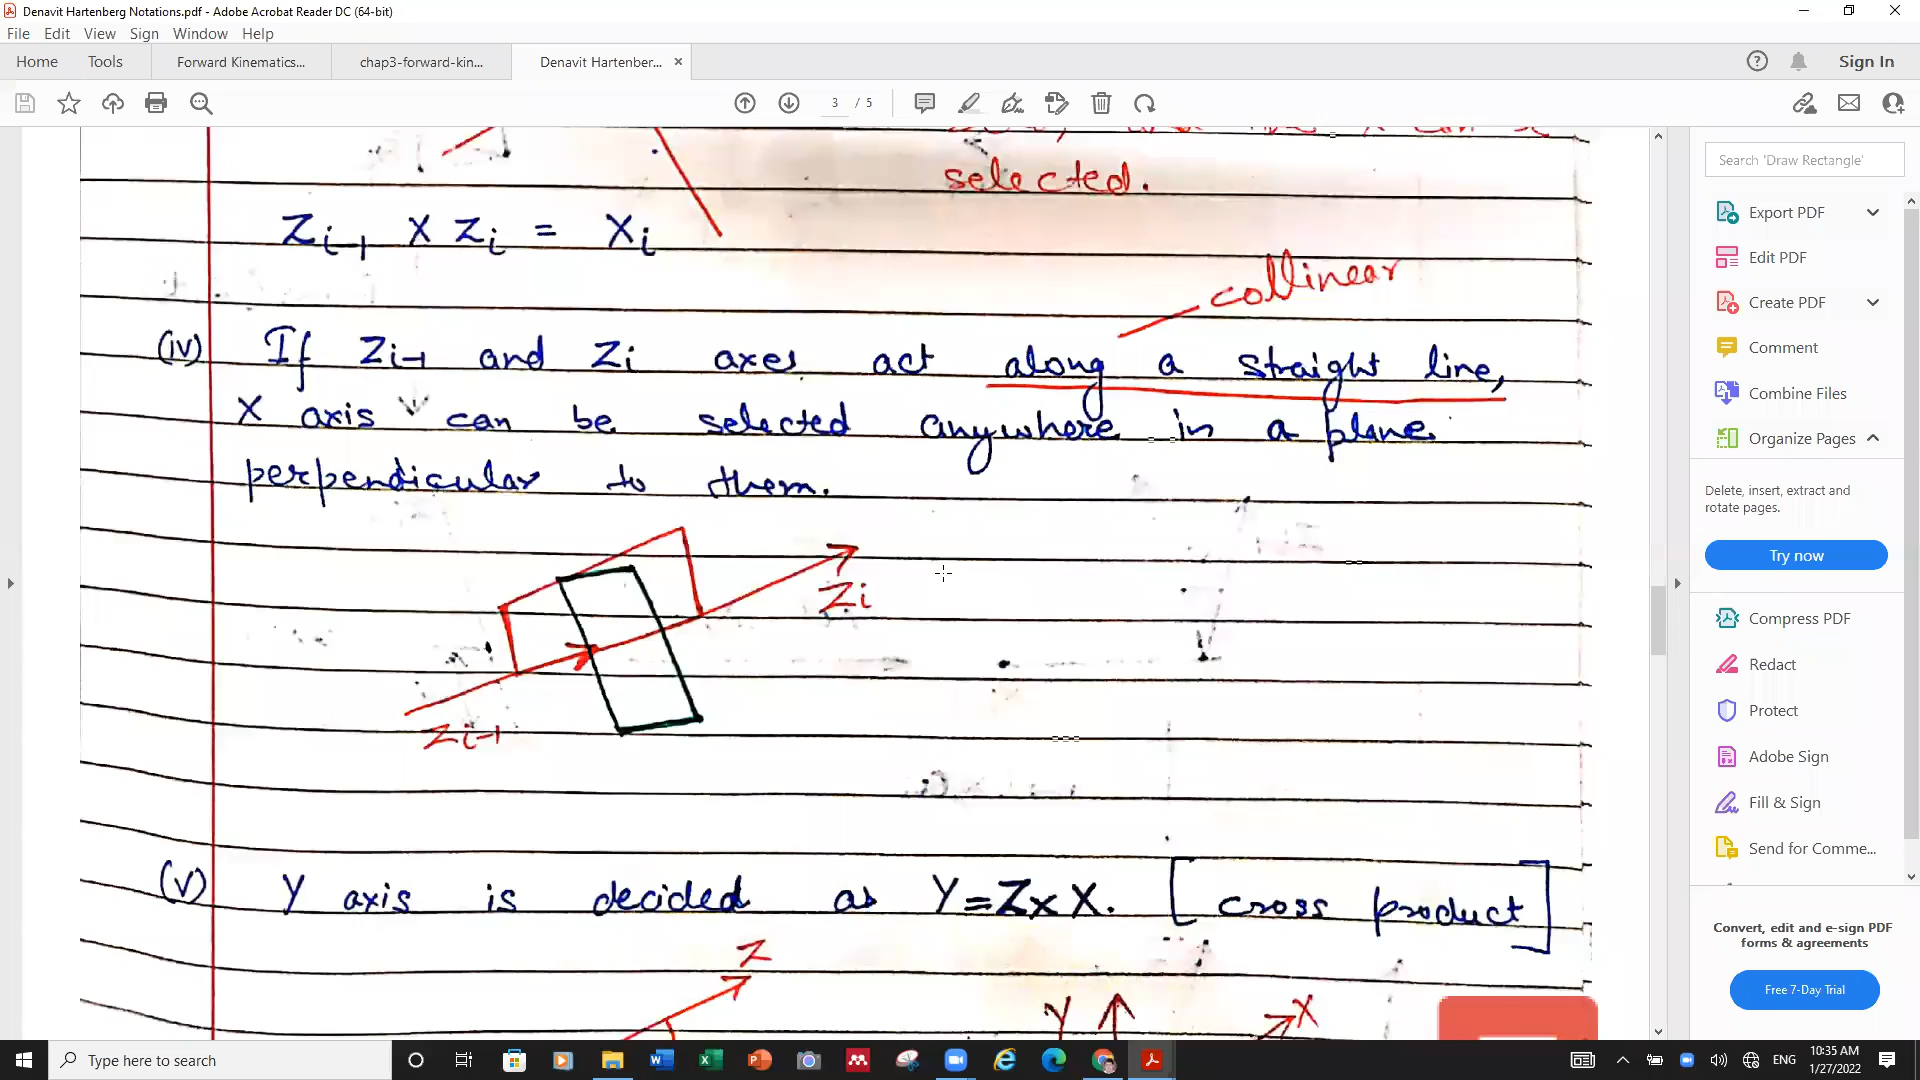 Denavit Hartenberg Notations.pdf - Adobe Acrobat Reader DC (64-bit)
File Edit View Sign Window Help
Home Tools Forward Kinematics... chap3-forward-kin... Denavit Hartenber... × Sign In
3 / 5
selected.
Zi-1 X Zi = Xi
collinear
(iv) If Zi-1 and Zi axes act along a straight line,
X axis can be selected anywhere in a plane
perpendicular to them.
Zi
Zi-1
(v) Y axis is decided as Y=Z×X. [cross product]
Z
Y
X
Search 'Draw Rectangle'
Export PDF
Edit PDF
Create PDF
Comment
Combine Files
Organize Pages
Delete, insert, extract and
rotate pages.
Try now
Compress PDF
Redact
Protect
Adobe Sign
Fill & Sign
Send for Comme...
Convert, edit and e-sign PDF
forms & agreements
Free 7-Day Trial
Type here to search
ENG
10:35 AM
1/27/2022